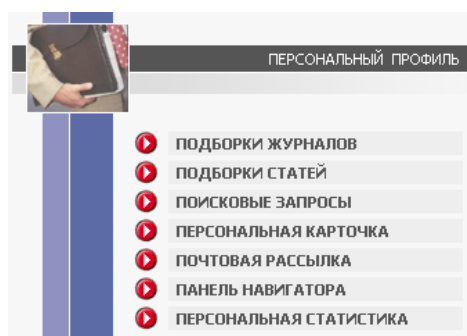 ПЕРСОНАЛЬНЫЙ ПРОФИЛЬ
ПОДБОРКИ ЖУРНАЛОВ
ПОДБОРКИ СТАТЕЙ
ПОИСКОВЫЕ ЗАПРОСЫ
ПЕРСОНАЛЬНАЯ КАРТОЧКА
ПОЧТОВАЯ РАССЫЛКА
ПАНЕЛЬ НАВИГАТОРА
ПЕРСОНАЛЬНАЯ СТАТИСТИКА